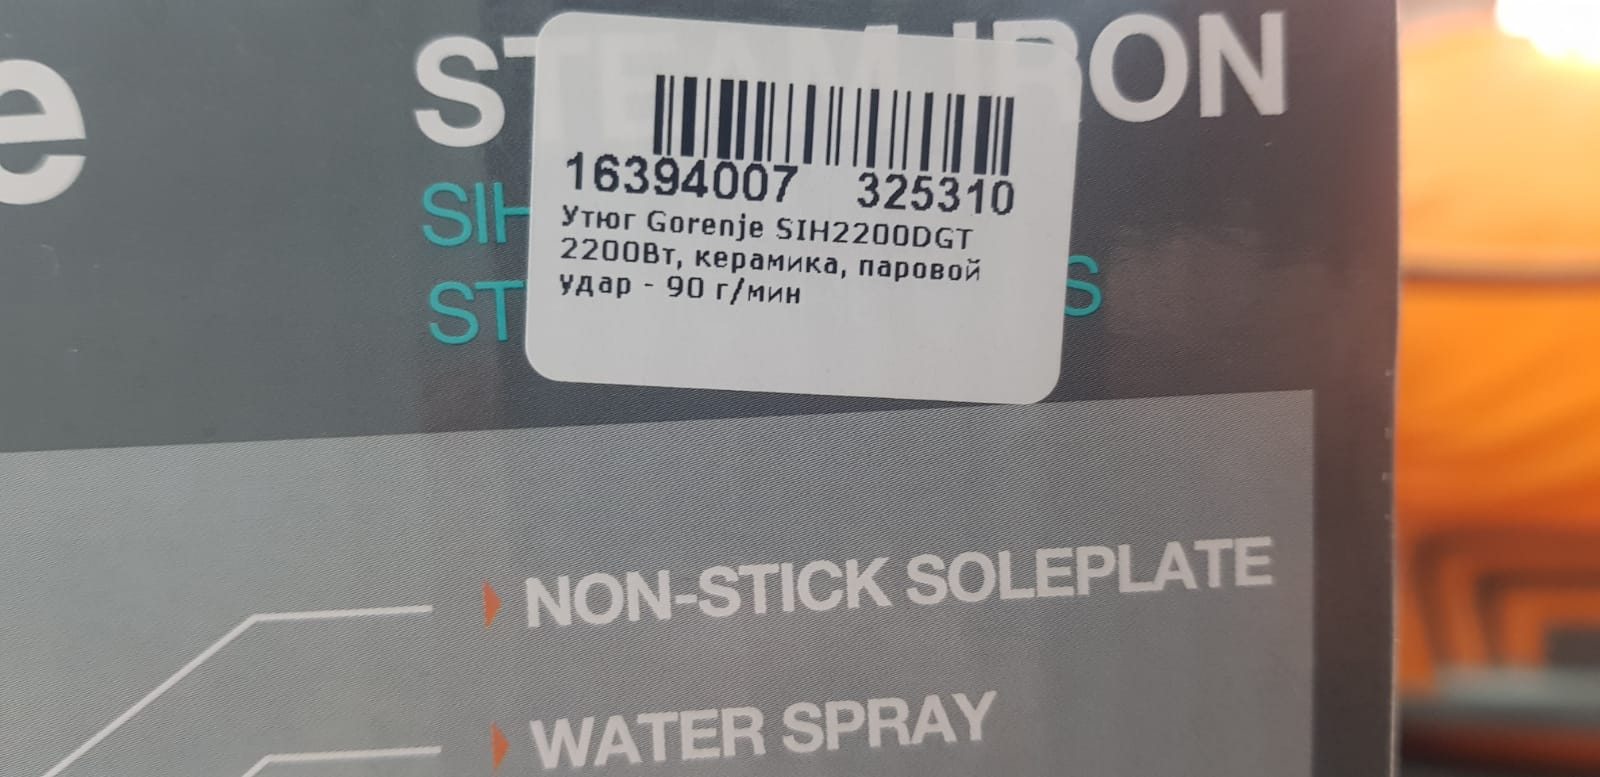 e
STEAM IRON
SIH
ST
S
16394007 325310
Утюг Gorenje SIH2200DGT
2200Вт, керамика, паровой
удар - 90 г/мин
NON-STICK SOLEPLATE
WATER SPRAY